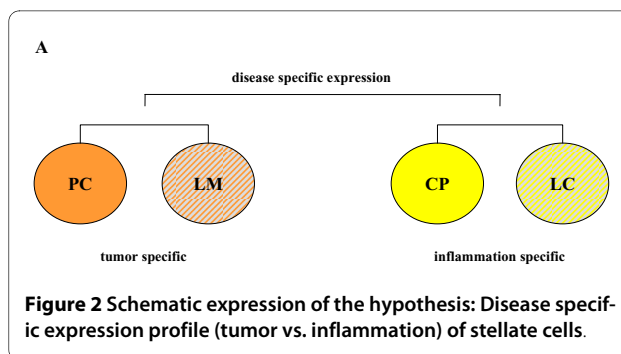 A
disease specific expression
PC LM CP LC
tumor specific inflammation specific
Figure 2 Schematic expression of the hypothesis: Disease specif-
ic expression profile (tumor vs. inflammation) of stellate cells.